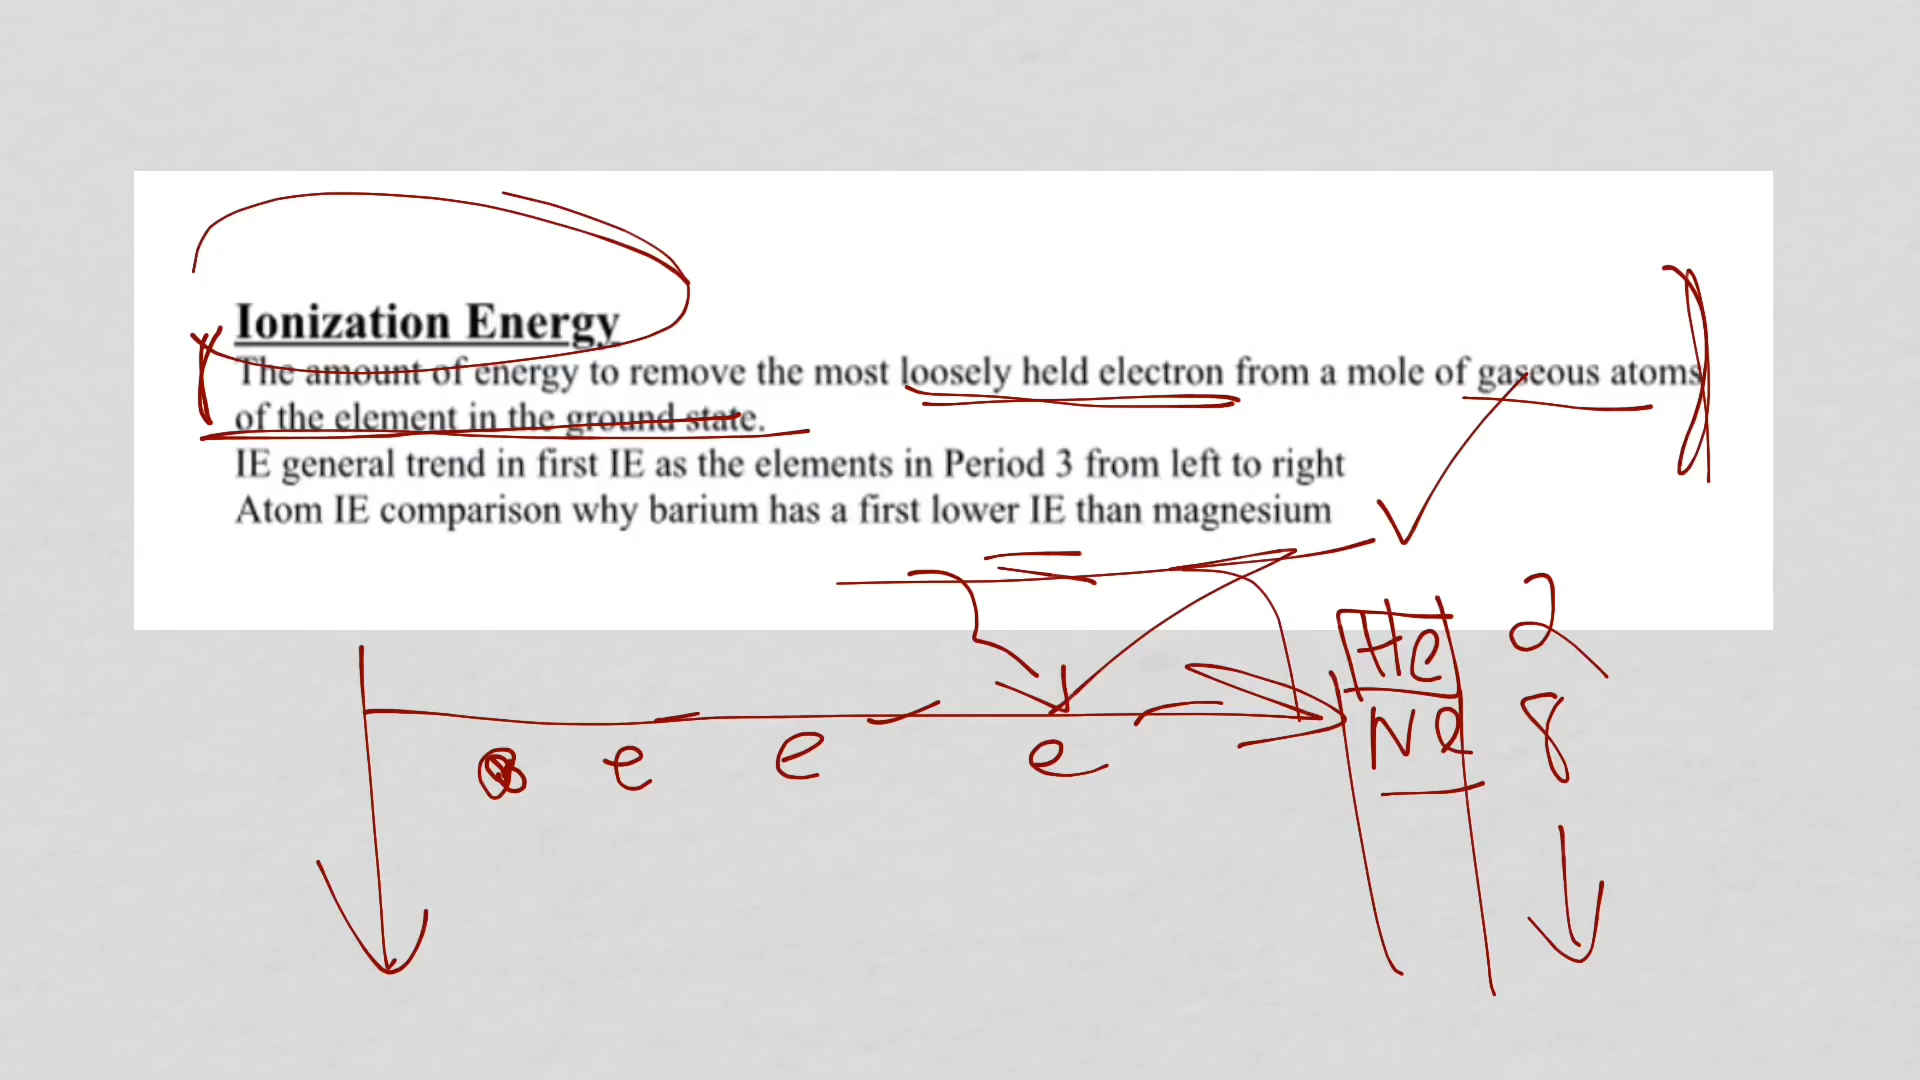 Ionization Energy
The amount of energy to remove the most loosely held electron from a mole of gaseous atoms
of the element in the ground state.
IE general trend in first IE as the elements in Period 3 from left to right
Atom IE comparison why barium has a first lower IE than magnesium
He 2
Ne 8
e e e